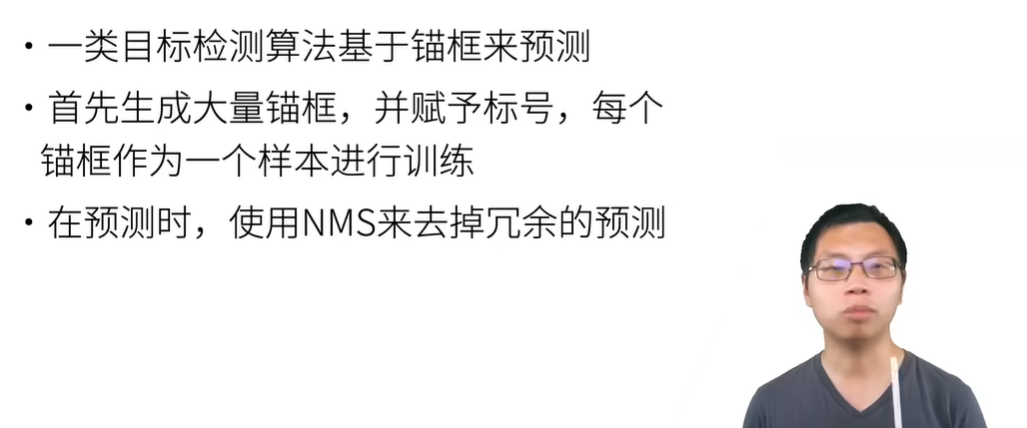 • 一类目标检测算法基于锚框来预测
• 首先生成大量锚框，并赋予标号，每个
锚框作为一个样本进行训练
• 在预测时，使用NMS来去掉冗余的预测